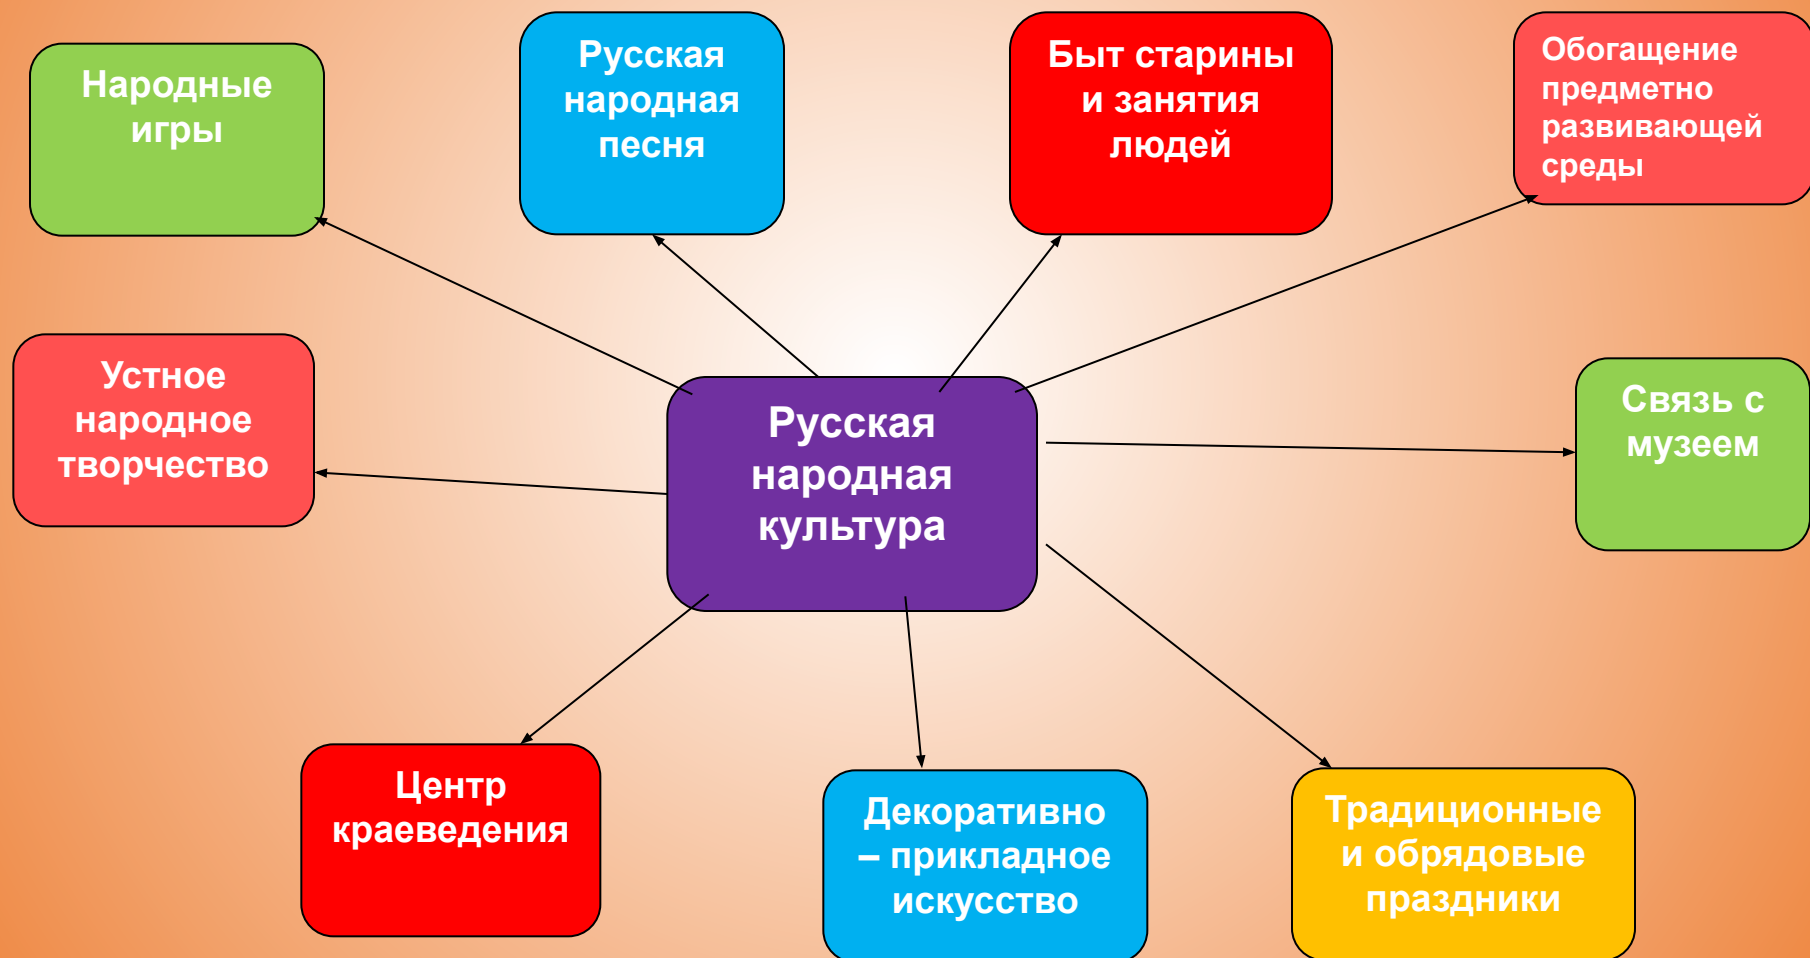 Народные
игры
Русская
народная
песня
Быт старины
и занятия
людей
Обогащение
предметно
развивающей
среды
Устное
народное
творчество
Русская
народная
культура
Связь с
музеем
Центр
краеведения
Декоративно
– прикладное
искусство
Традиционные
и обрядовые
праздники